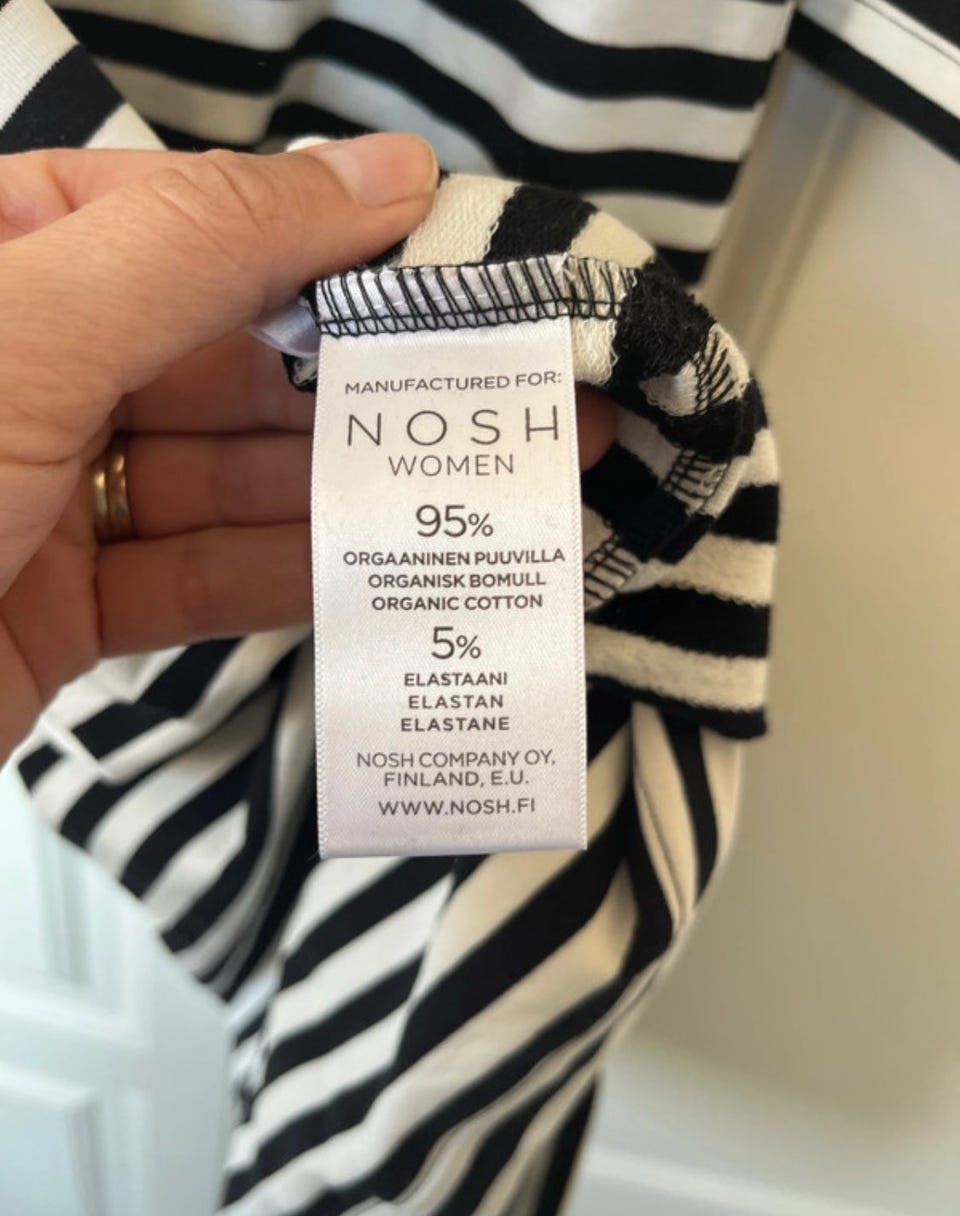 MANUFACTURED FOR:
NOSH
WOMEN
95%
ORGAANINEN PUUVILLA
ORGANISK BOMULL
ORGANIC COTTON
5%
ELASTAANI
ELASTAN
ELASTANE
NOSH COMPANY OY,
FINLAND, E.U.
WWW.NOSH.FI